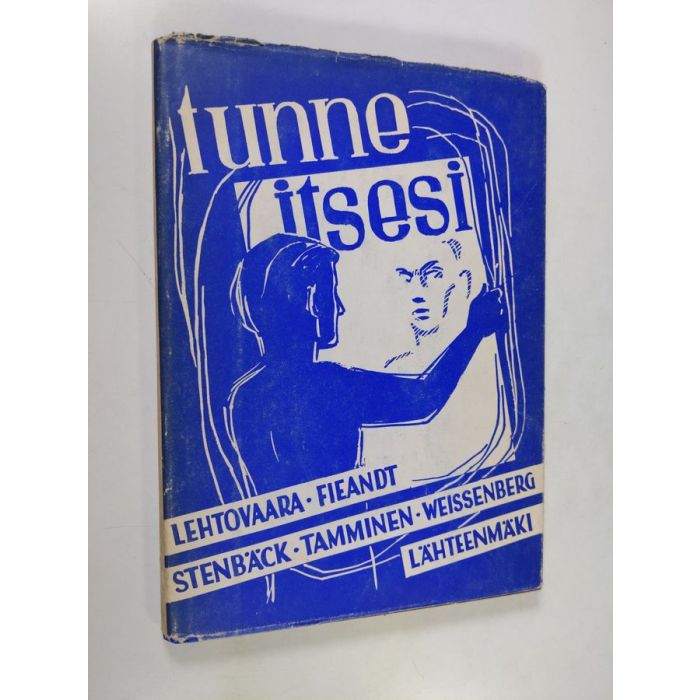 tunne
itsesi
LEHTOVAARA · FIEANDT
STENBÄCK · TAMMINEN · WEISSENBERG
LÄHTEENMÄKI